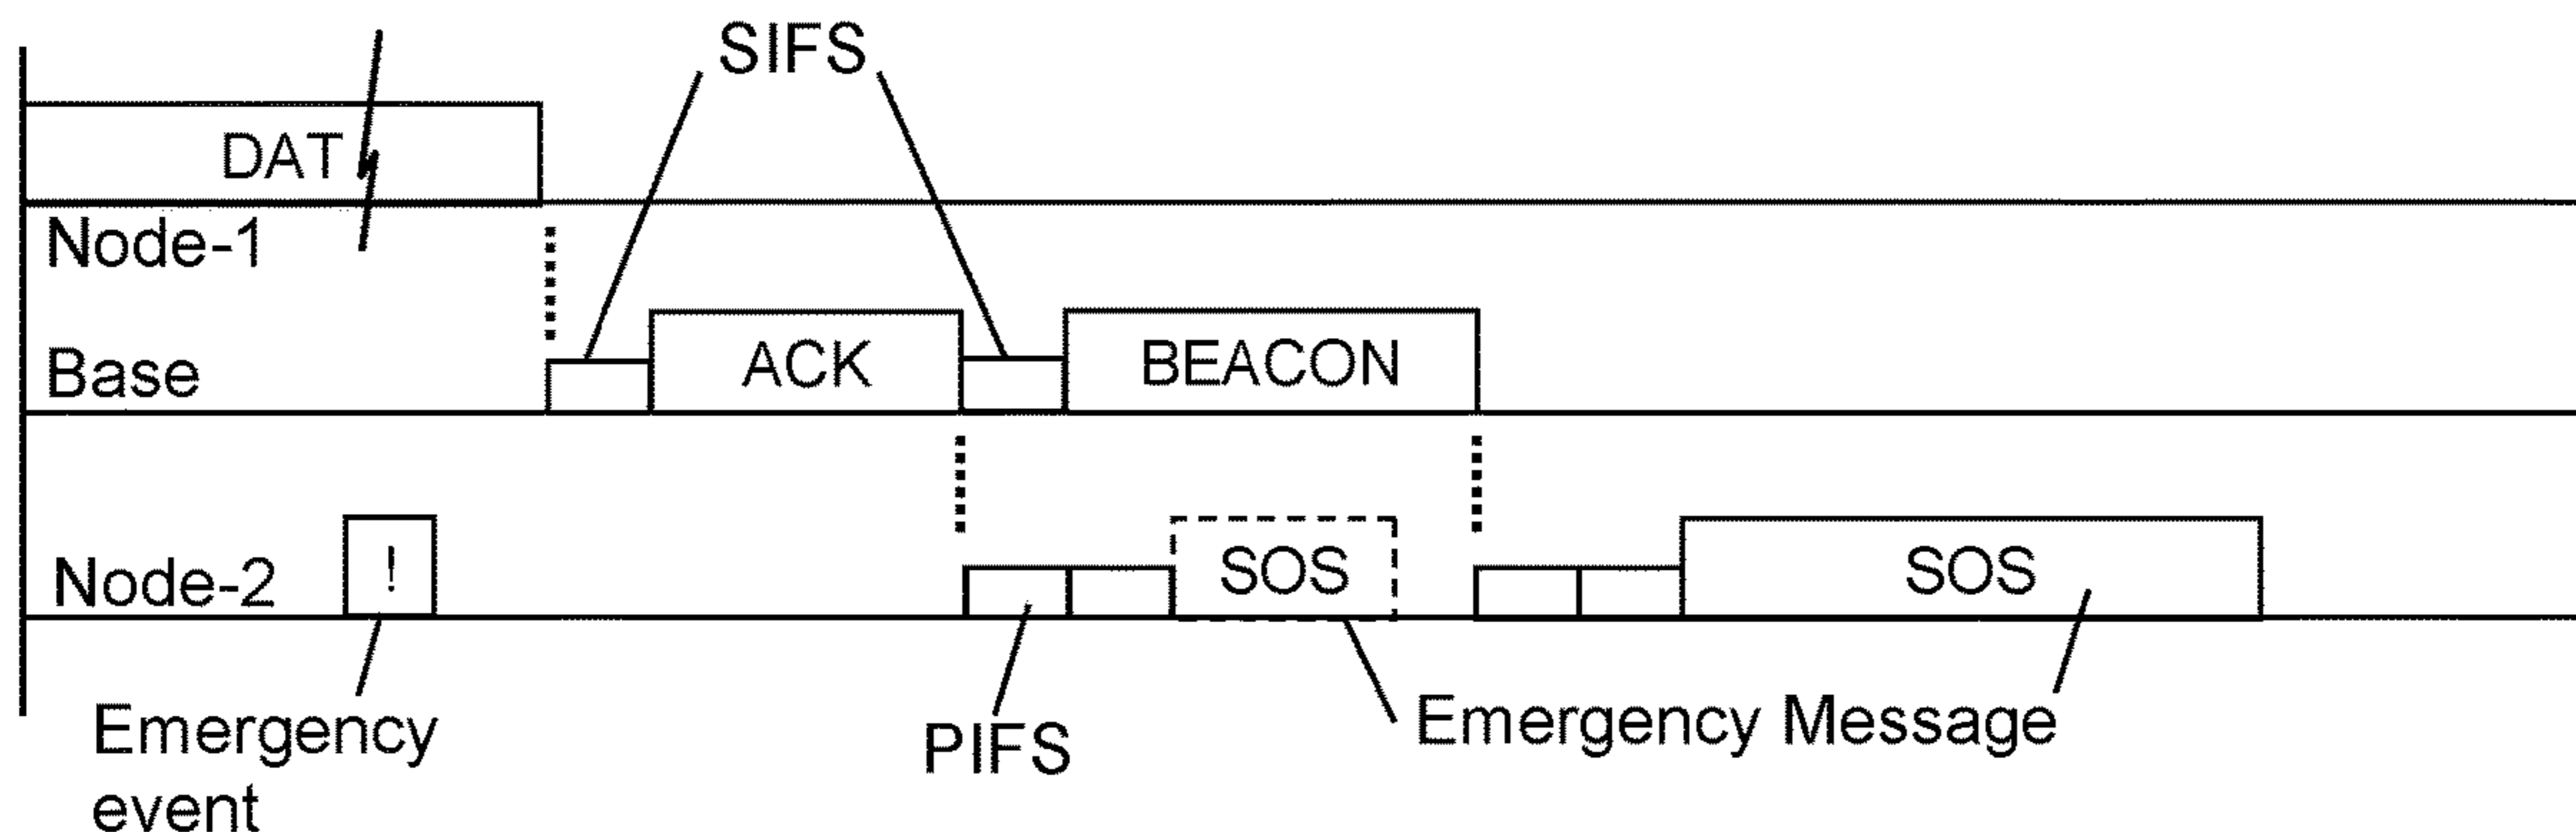 SIFS
DAT
Node-1
Base
ACK
BEACON
Node-2
!
SOS
SOS
Emergency
event
PIFS
Emergency Message